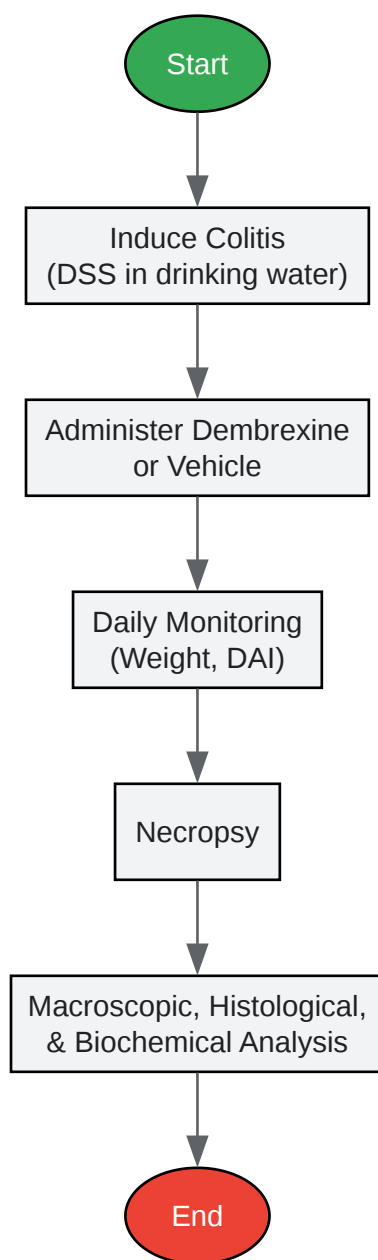 Start
Induce Colitis
(DSS in drinking water)
Administer Dembrexine
or Vehicle
Daily Monitoring
(Weight, DAI)
Necropsy
Macroscopic, Histological,
& Biochemical Analysis
End